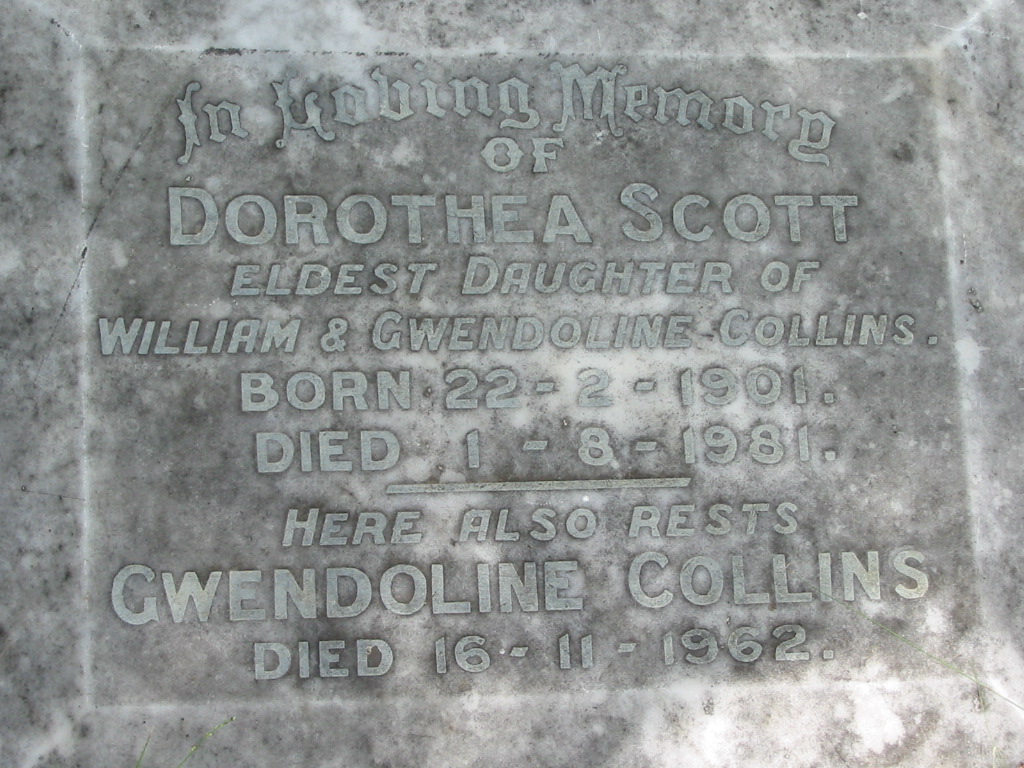 In Loving Memory
OF
DOROTHEA SCOTT
ELDEST DAUGHTER OF
WILLIAM & GWENDOLINE COLLINS.
BORN 22-2-1901.
DIED 1-8-1981.
HERE ALSO RESTS
GWENDOLINE COLLINS
DIED 16-11-1962.